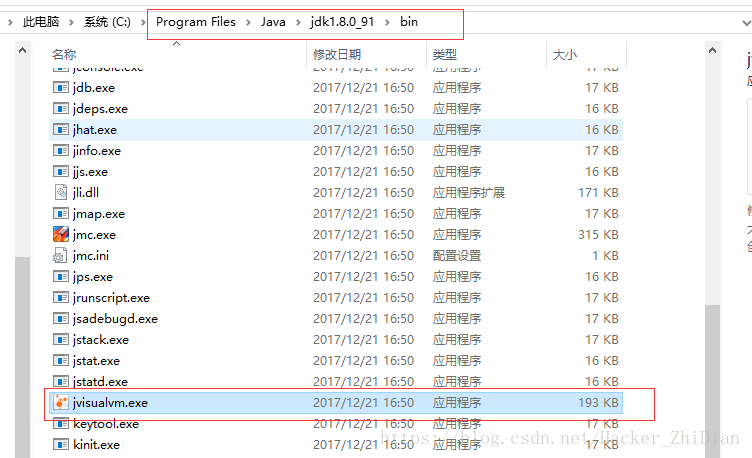 此电脑 系统 (C:) Program Files Java jdk1.8.0_91 bin
名称 修改日期 类型 大小
jconsole.exe 2017/12/21 16:50 应用程序 17 KB
jdb.exe 2017/12/21 16:50 应用程序 17 KB
jdeps.exe 2017/12/21 16:50 应用程序 16 KB
jhat.exe 2017/12/21 16:50 应用程序 16 KB
jinfo.exe 2017/12/21 16:50 应用程序 17 KB
jjs.exe 2017/12/21 16:50 应用程序 16 KB
jli.dll 2017/12/21 16:50 应用程序扩展 171 KB
jmap.exe 2017/12/21 16:50 应用程序 17 KB
jmc.exe 2017/12/21 16:50 应用程序 315 KB
jmc.ini 2017/12/21 16:50 配置设置 1 KB
jps.exe 2017/12/21 16:50 应用程序 16 KB
jrunscript.exe 2017/12/21 16:50 应用程序 17 KB
jsadebugd.exe 2017/12/21 16:50 应用程序 17 KB
jstack.exe 2017/12/21 16:50 应用程序 17 KB
jstat.exe 2017/12/21 16:50 应用程序 16 KB
jstatd.exe 2017/12/21 16:50 应用程序 16 KB
jvisualvm.exe 2017/12/21 16:50 应用程序 193 KB
keytool.exe 2017/12/21 16:50 应用程序 17 KB
kinit.exe 2017/12/21 16:50 应用程序 16 KB
https://blog.csdn.net/Hacker_ZhiDian